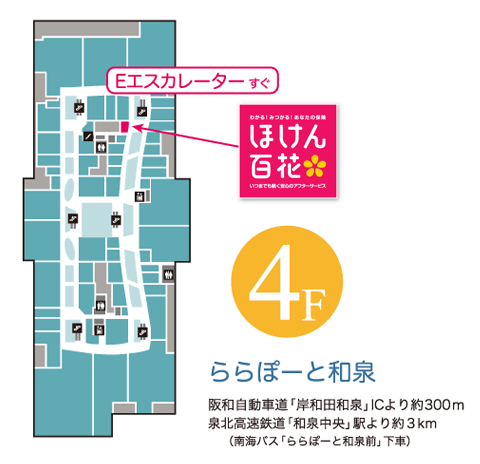 Eエスカレーター すぐ
わかる!みつかる!あなたの保険
ほけん
百花
いつまでも続く安心のアフターサービス
4F
ららぽーと和泉
阪和自動車道「岸和田和泉」ICより約300m
泉北高速鉄道「和泉中央」駅より約3km
(南海バス「ららぽーと和泉前」下車)